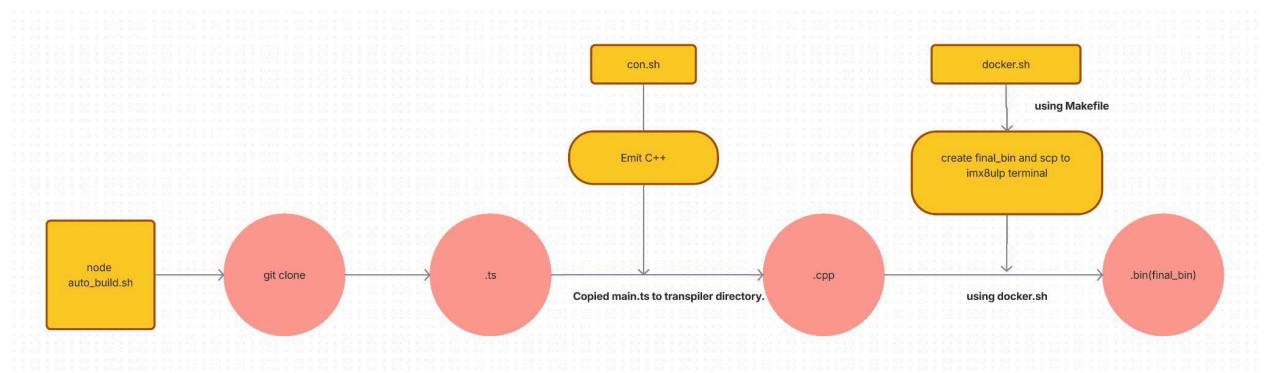 con.sh
docker.sh
using Makefile
Emit C++
create final_bin and scp to
imx8ulp terminal
node
auto_build.sh
git clone
.ts
.cpp
.bin(final_bin)
Copied main.ts to transpiler directory.
using docker.sh